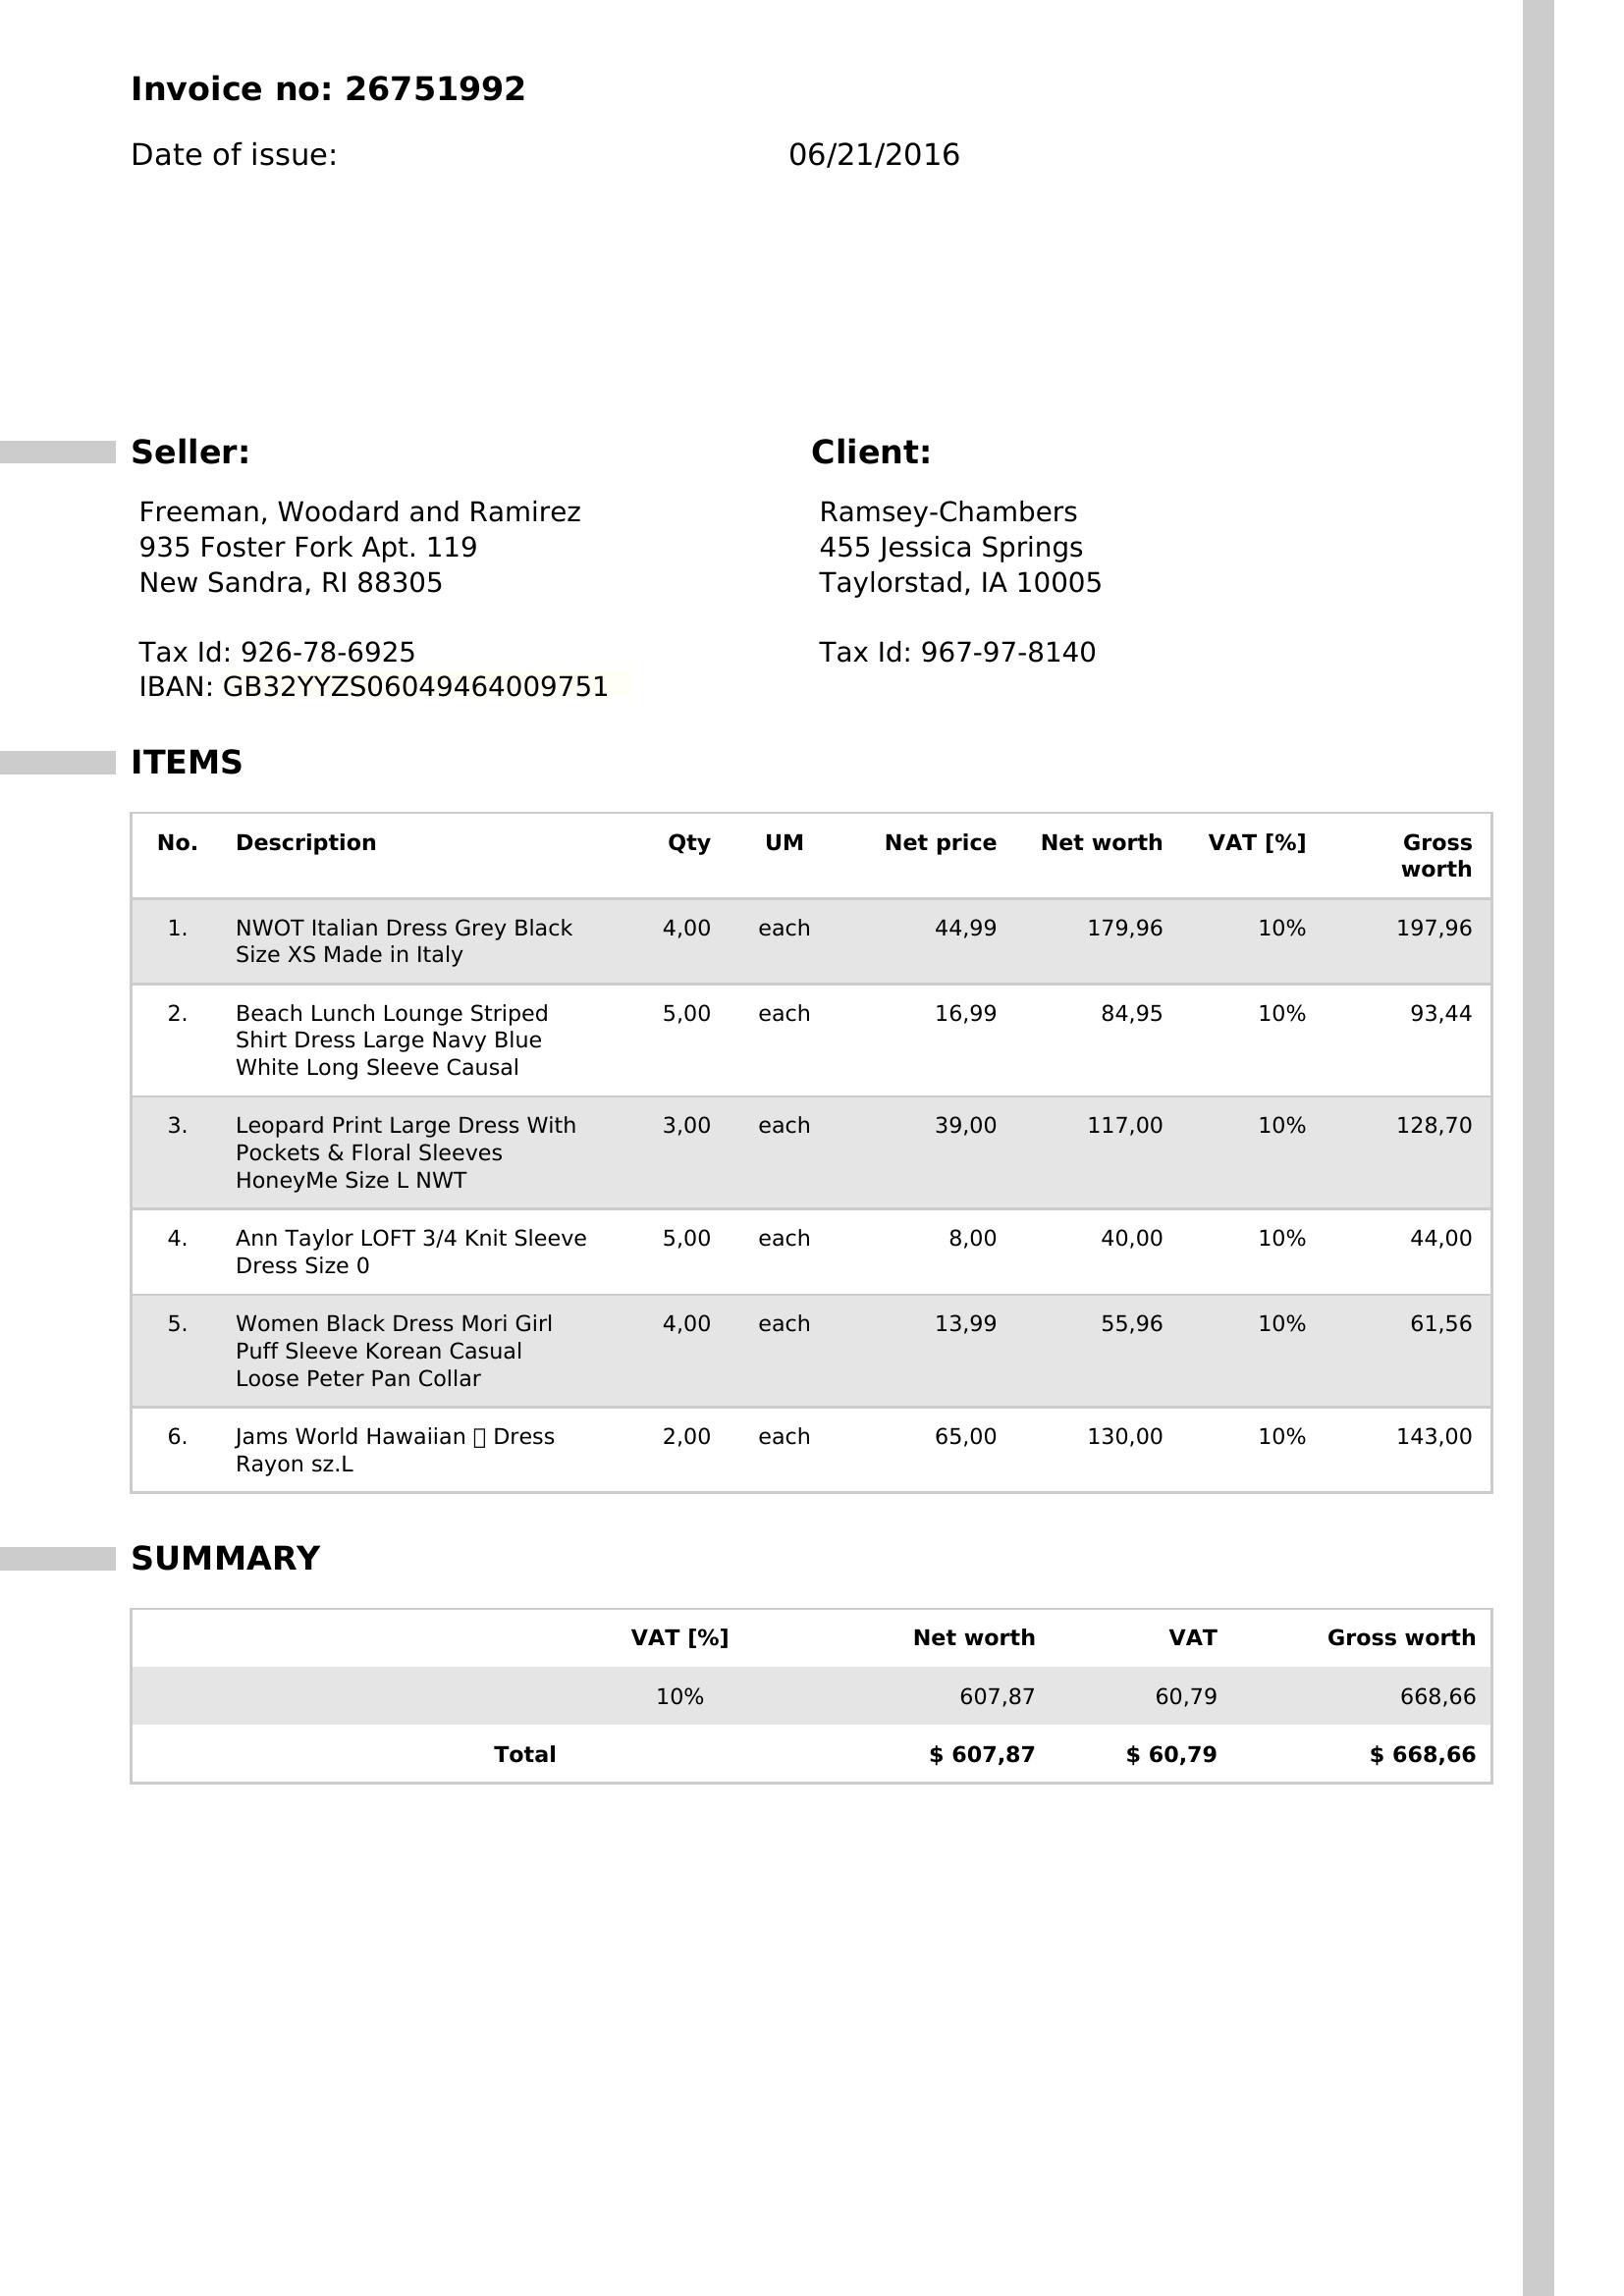 Invoice no: 26751992
Date of issue: 06/21/2016
Seller:
Freeman, Woodard and Ramirez
935 Foster Fork Apt. 119
New Sandra, RI 88305
Tax Id: 926-78-6925
IBAN: GB32YYZS06049464009751
Client:
Ramsey-Chambers
455 Jessica Springs
Taylorstad, IA 10005
Tax Id: 967-97-8140
ITEMS
No. Description Qty UM Net price Net worth VAT [%] Gross
worth
1. NWOT Italian Dress Grey Black 4,00 each 44,99 179,96 10% 197,96
Size XS Made in Italy
2. Beach Lunch Lounge Striped 5,00 each 16,99 84,95 10% 93,44
Shirt Dress Large Navy Blue
White Long Sleeve Causal
3. Leopard Print Large Dress With 3,00 each 39,00 117,00 10% 128,70
Pockets & Floral Sleeves
HoneyMe Size L NWT
4. Ann Taylor LOFT 3/4 Knit Sleeve 5,00 each 8,00 40,00 10% 44,00
Dress Size 0
5. Women Black Dress Mori Girl 4,00 each 13,99 55,96 10% 61,56
Puff Sleeve Korean Casual
Loose Peter Pan Collar
6. Jams World Hawaiian ▯ Dress 2,00 each 65,00 130,00 10% 143,00
Rayon sz.L
SUMMARY
VAT [%] Net worth VAT Gross worth
10% 607,87 60,79 668,66
Total $ 607,87 $ 60,79 $ 668,66